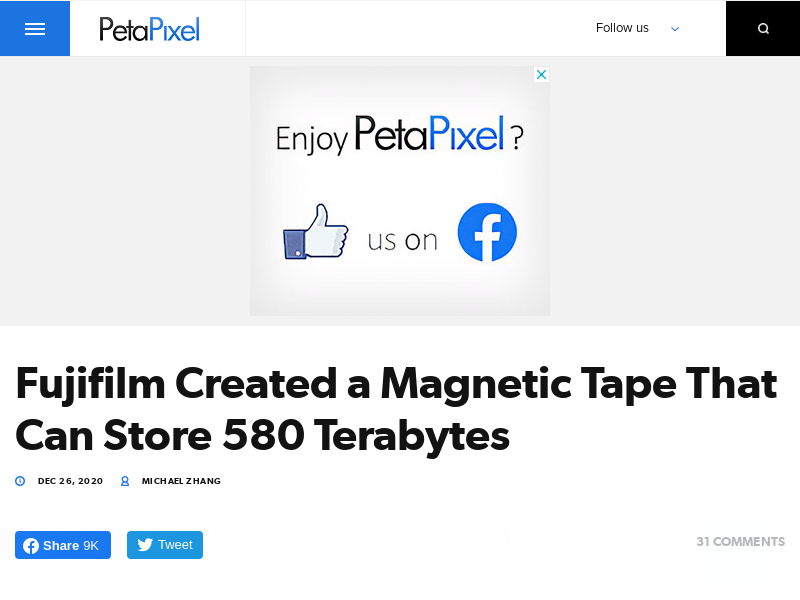 PetaPixel
Follow us
Enjoy PetaPixel?
us on
Fujifilm Created a Magnetic Tape That
Can Store 580 Terabytes
DEC 26, 2020 MICHAEL ZHANG
Share 9K Tweet
31 COMMENTS